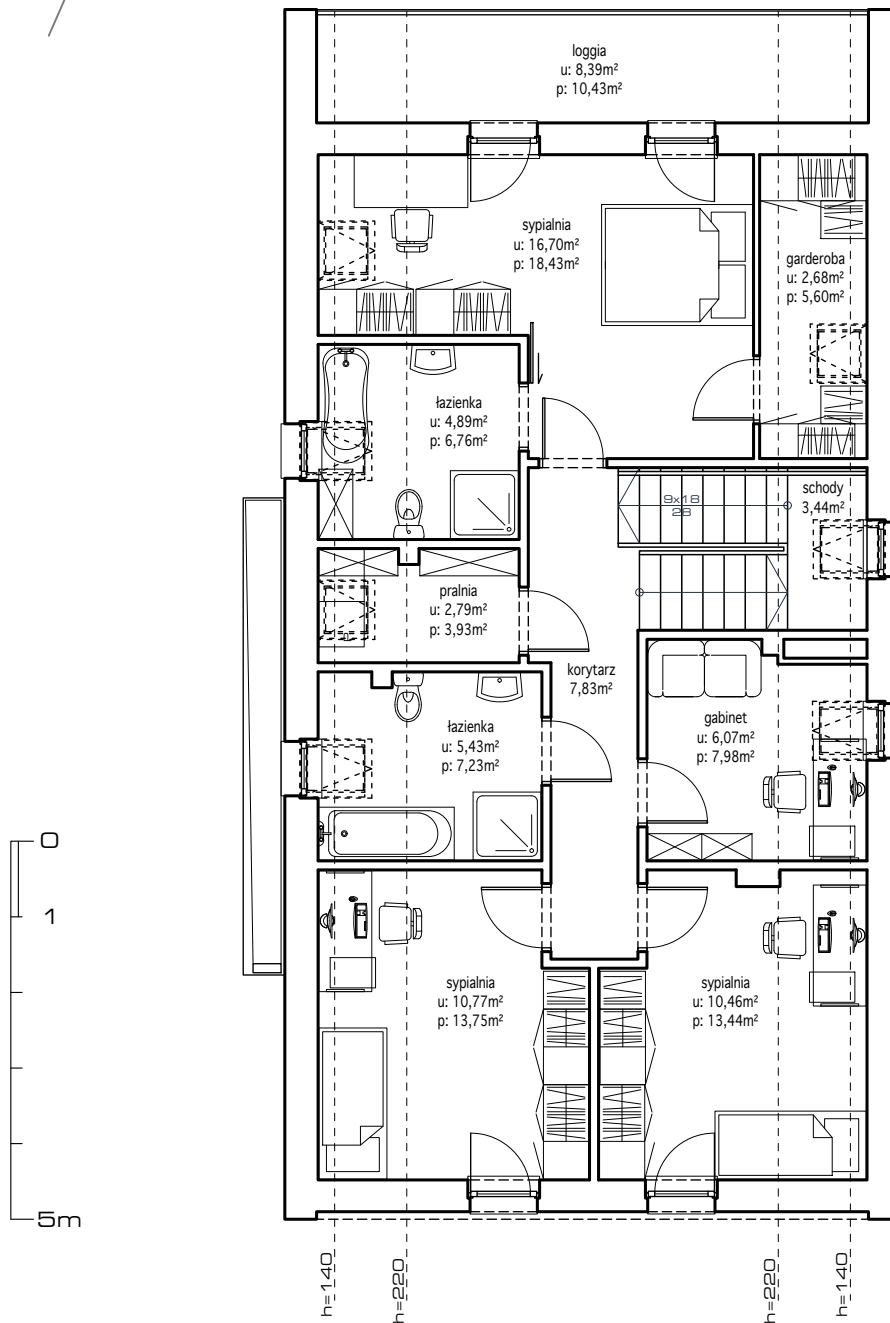 loggia
u: 8,39m²
p: 10,43m²
sypialnia
u: 16,70m²
p: 18,43m²
garderoba
u: 2,68m²
p: 5,60m²
łazienka
u: 4,89m²
p: 6,76m²
9x18
28
schody
3,44m²
pralnia
u: 2,79m²
p: 3,93m²
korytarz
7,83m²
łazienka
u: 5,43m²
p: 7,23m²
gabinet
u: 6,07m²
p: 7,98m²
0
1
5m
sypialnia
u: 10,77m²
p: 13,75m²
sypialnia
u: 10,46m²
p: 13,44m²
h=140
h=220
h=220
h=140